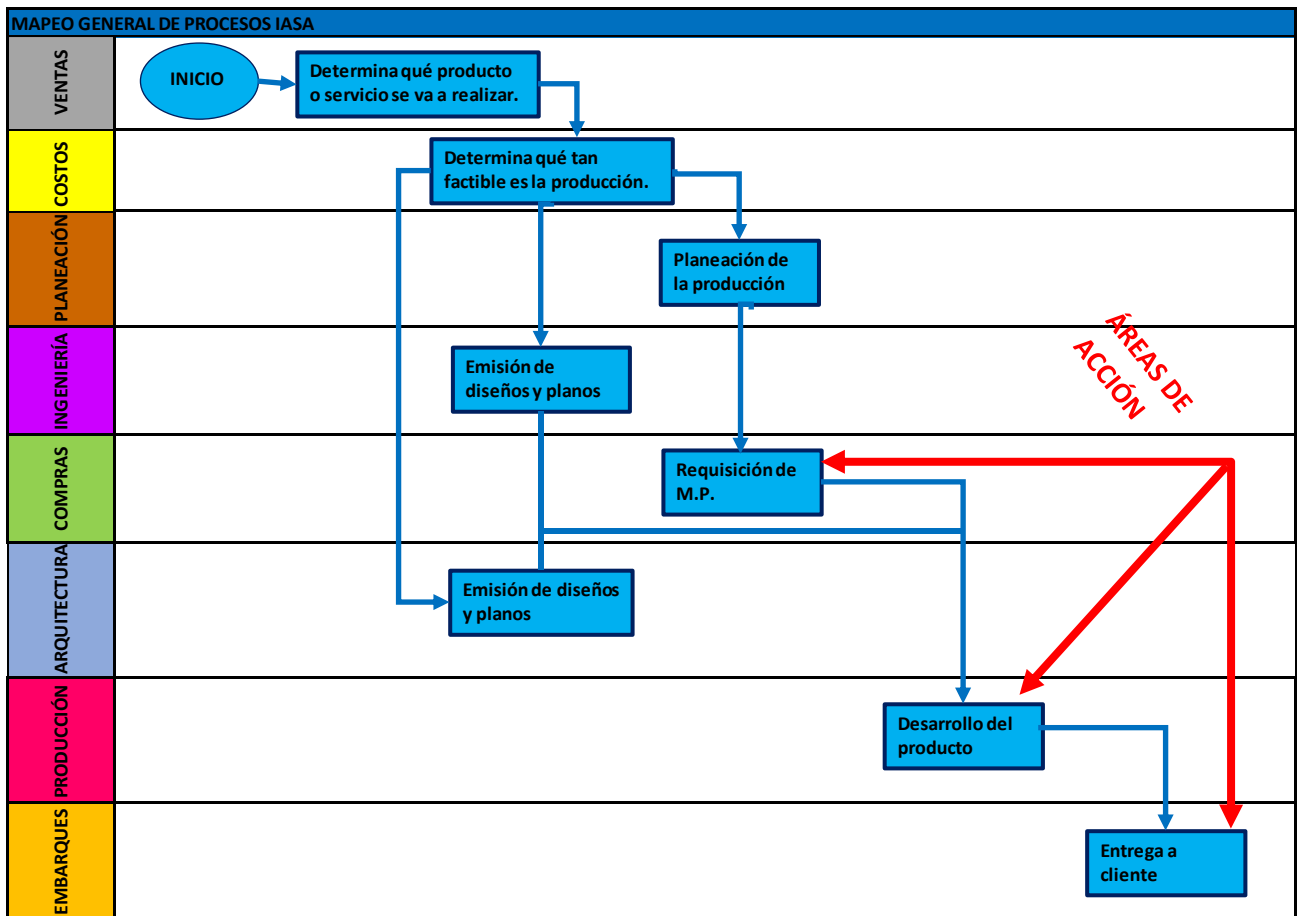 MAPEO GENERAL DE PROCESOS IASA
VENTAS
INICIO
Determina qué producto
o servicio se va a realizar.
COSTOS
Determina qué tan
factible es la producción.
PLANEACIÓN
Planeación de
la producción
INGENIERÍA
Emisión de
diseños y planos
ÁREAS DE
ACCIÓN
COMPRAS
Requisición de
M.P.
ARQUITECTURA
Emisión de diseños
y planos
PRODUCCIÓN
Desarrollo del
producto
EMBARQUES
Entrega a
cliente